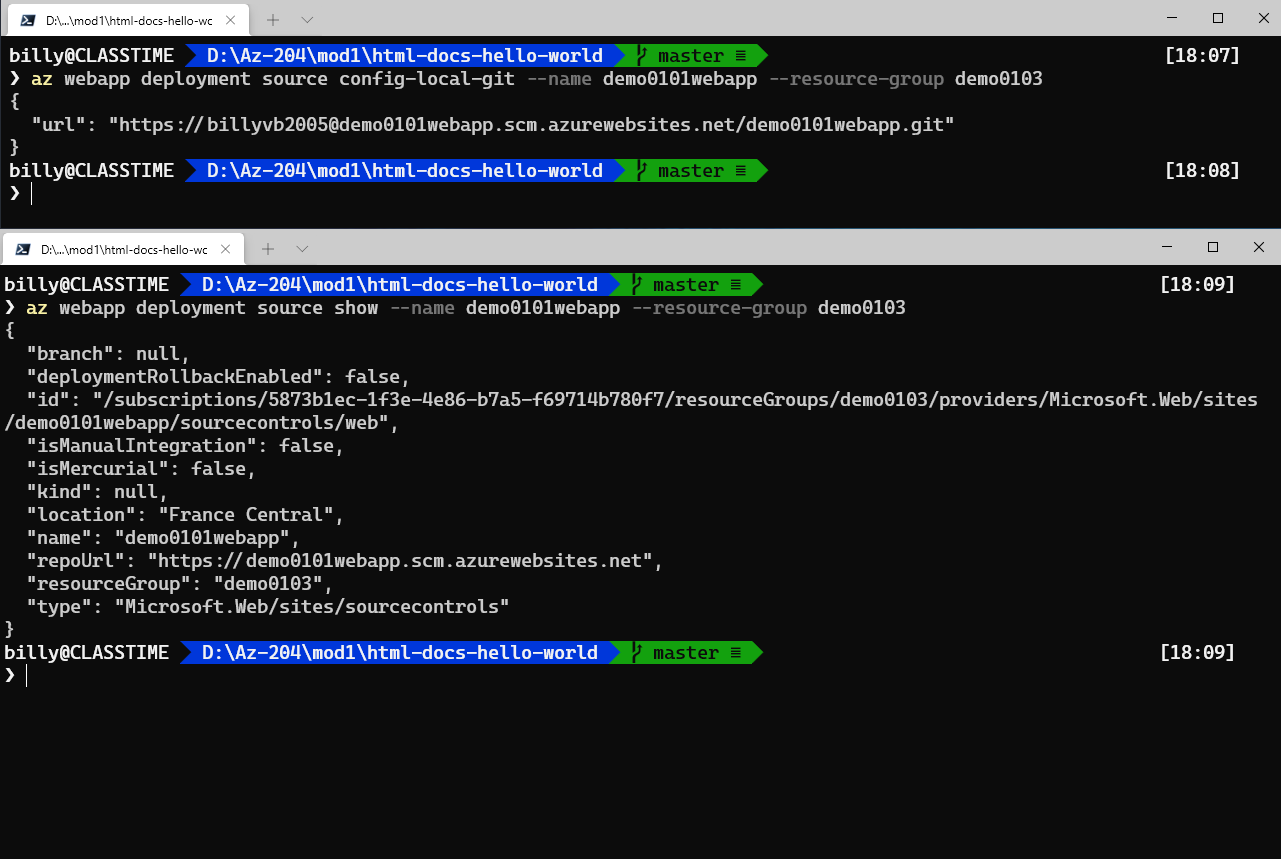 D:\...\mod1\html-docs-hello-wc
billy@CLASSTIME D:\Az-204\mod1\html-docs-hello-world master ≡ [18:07]
❯ az webapp deployment source config-local-git --name demo0101webapp --resource-group demo0103
{
"url": "https://billyvb2005@demo0101webapp.scm.azurewebsites.net/demo0101webapp.git"
}
billy@CLASSTIME D:\Az-204\mod1\html-docs-hello-world master ≡ [18:08]
❯
D:\...\mod1\html-docs-hello-wc
billy@CLASSTIME D:\Az-204\mod1\html-docs-hello-world master ≡ [18:09]
❯ az webapp deployment source show --name demo0101webapp --resource-group demo0103
{
"branch": null,
"deploymentRollbackEnabled": false,
"id": "/subscriptions/5873b1ec-1f3e-4e86-b7a5-f69714b780f7/resourceGroups/demo0103/providers/Microsoft.Web/sites
/demo0101webapp/sourcecontrols/web",
"isManualIntegration": false,
"isMercurial": false,
"kind": null,
"location": "France Central",
"name": "demo0101webapp",
"repoUrl": "https://demo0101webapp.scm.azurewebsites.net",
"resourceGroup": "demo0103",
"type": "Microsoft.Web/sites/sourcecontrols"
}
billy@CLASSTIME D:\Az-204\mod1\html-docs-hello-world master ≡ [18:09]
❯